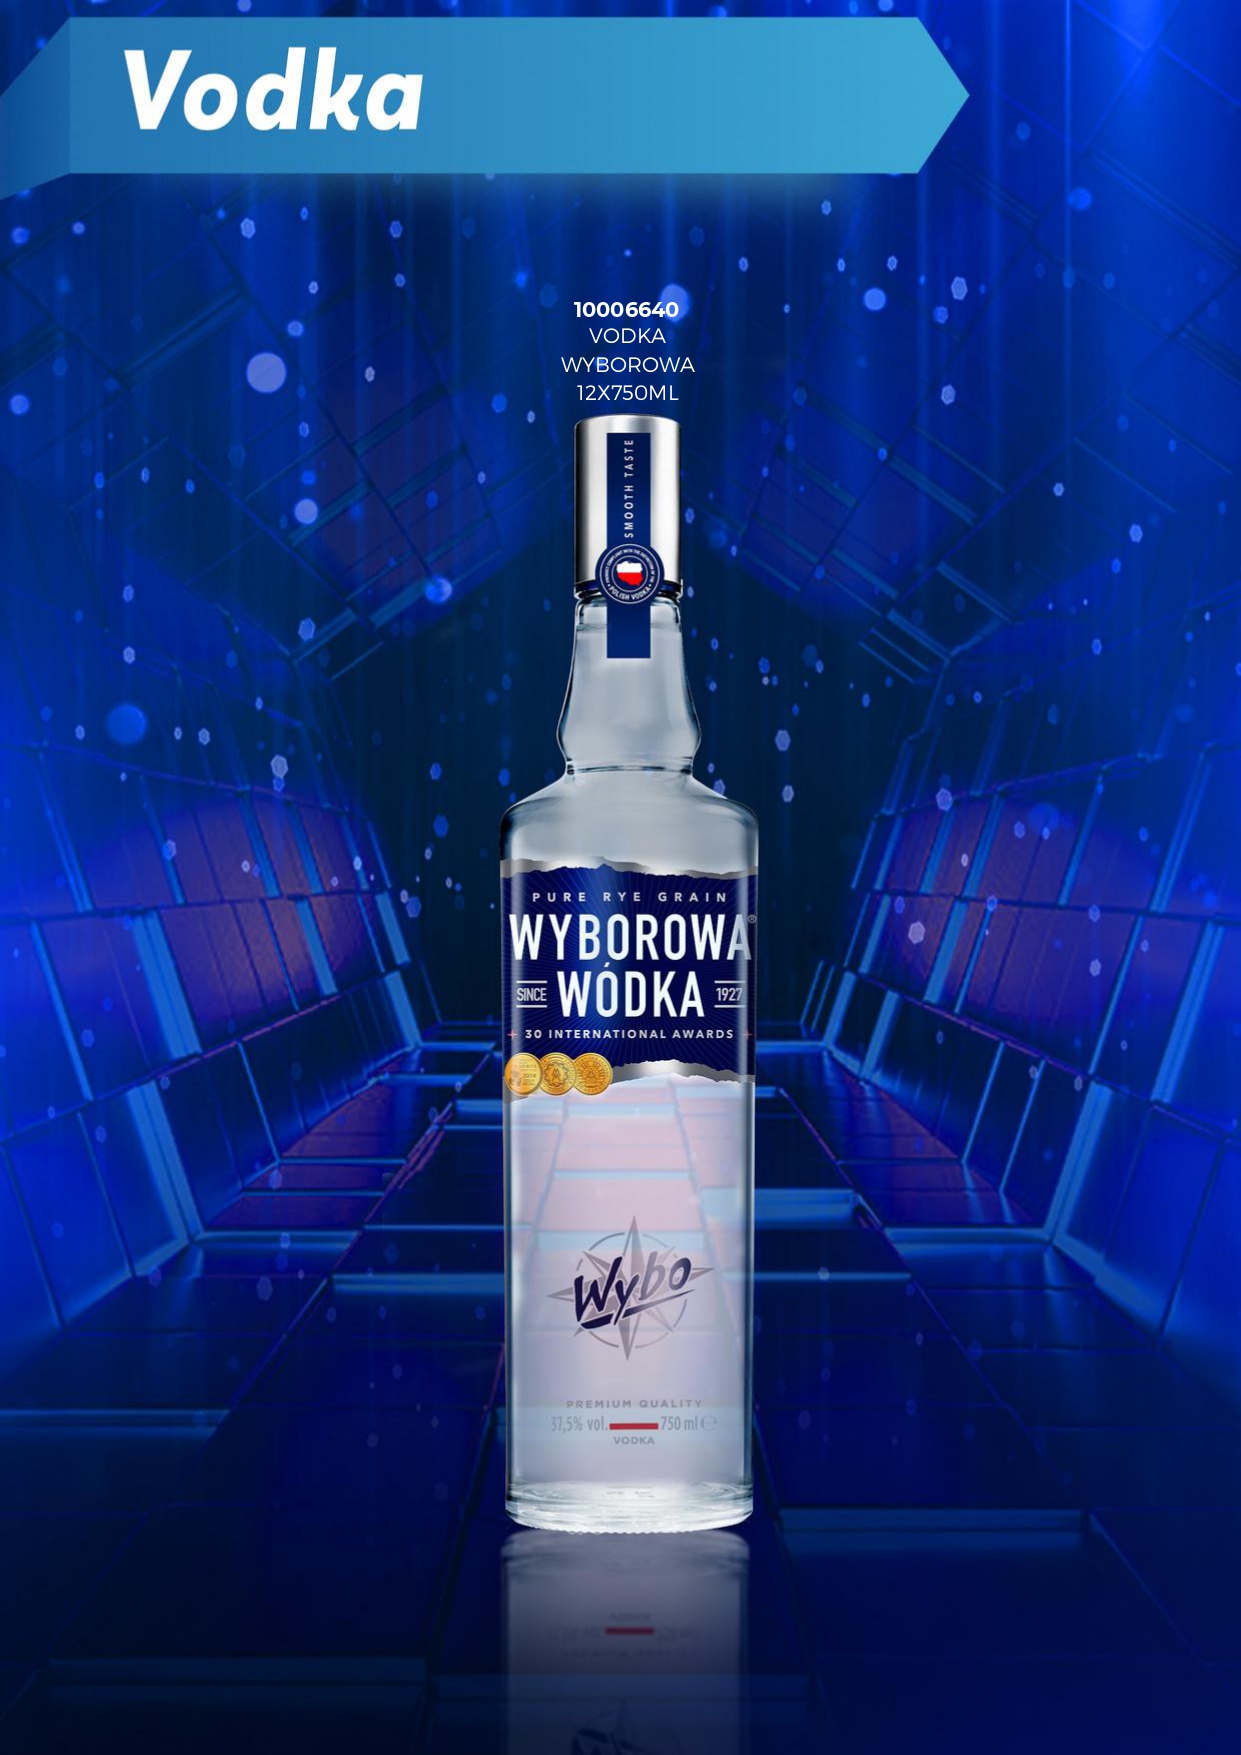 Vodka
10006640
VODKA
WYBOROWA
12X750ML
SMOOTH TASTE
POLISH VODKA
PURE RYE GRAIN
WYBOROWA®
WÓDKA
SINCE 1927
30 INTERNATIONAL AWARDS
Wybo
PREMIUM QUALITY
37,5% vol. 750 ml ℮
VODKA